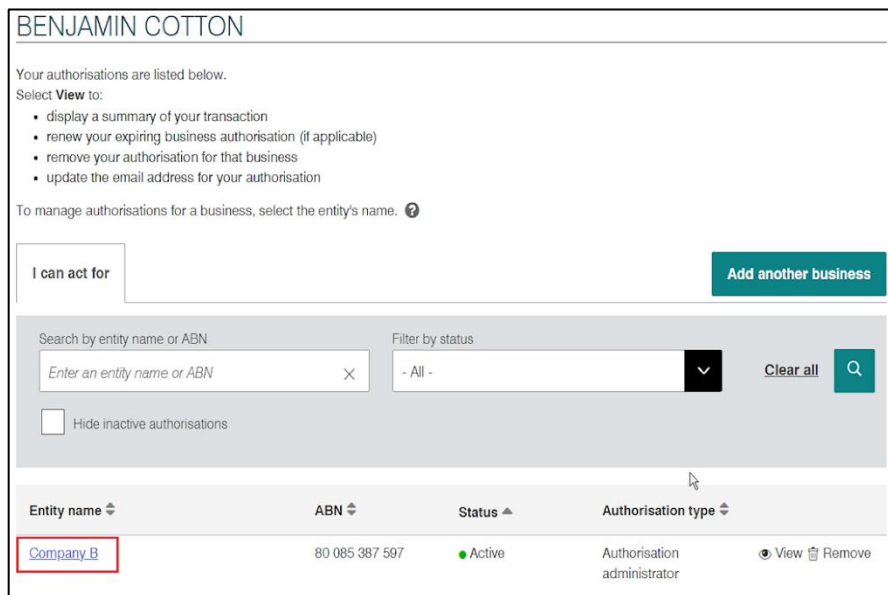 BENJAMIN COTTON
Your authorisations are listed below.
Select View to:
• display a summary of your transaction
• renew your expiring business authorisation (if applicable)
• remove your authorisation for that business
• update the email address for your authorisation
To manage authorisations for a business, select the entity's name. ?
I can act for
Add another business
Search by entity name or ABN
Filter by status
Enter an entity name or ABN
- All -
Clear all
Hide inactive authorisations
Entity name ABN Status Authorisation type
Company B 80 085 387 597 Active Authorisation administrator View Remove